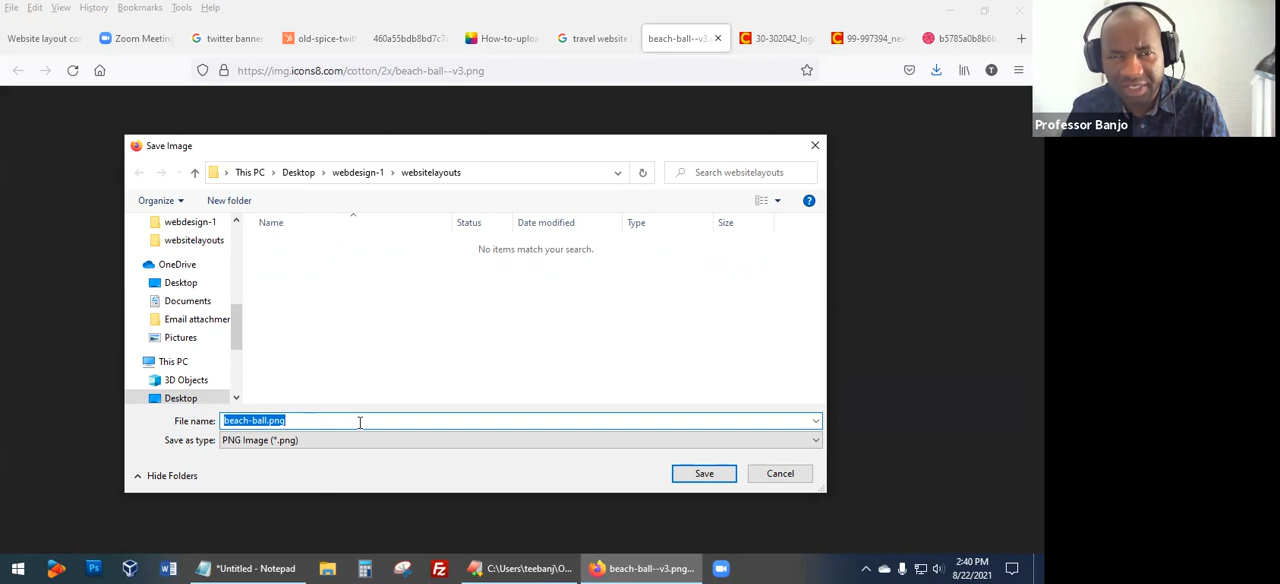 File Edit View History Bookmarks Tools Help
Website layout co Zoom Meetin twitter banner old-spice-twitt 460a55bdb8bd7c7a How-to-uploa travel website beach-ball--v3.p 30-302042_log 99-997394_ne b5785a0b8b6b
https://img.icons8.com/cotton/2x/beach-ball--v3.png
Professor Banjo
Save Image
This PC > Desktop > webdesign-1 > websitelayouts
Search websitelayouts
Organize New folder
Name Status Date modified Type Size
No items match your search.
webdesign-1
websitelayouts
OneDrive
Desktop
Documents
Email attachmer
Pictures
This PC
3D Objects
Desktop
File name: beach-ball.png
Save as type: PNG Image (*.png)
Hide Folders
Save Cancel
*Untitled - Notepad C:\Users\teebanj\O... beach-ball--v3.png...
2:40 PM
8/22/2021